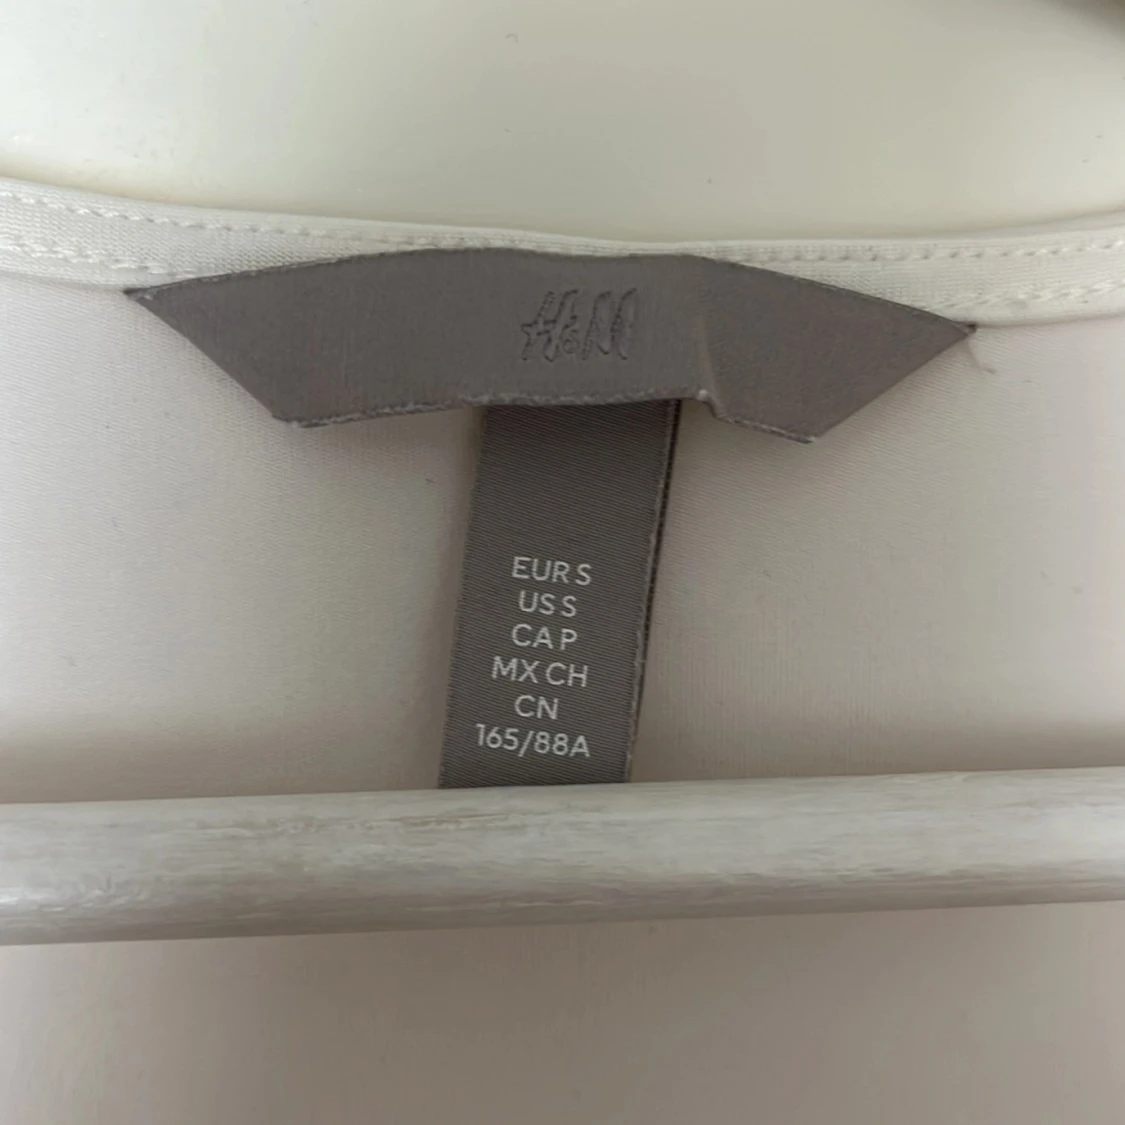 H&M
EUR S
US S
CA P
MX CH
CN
165/88A